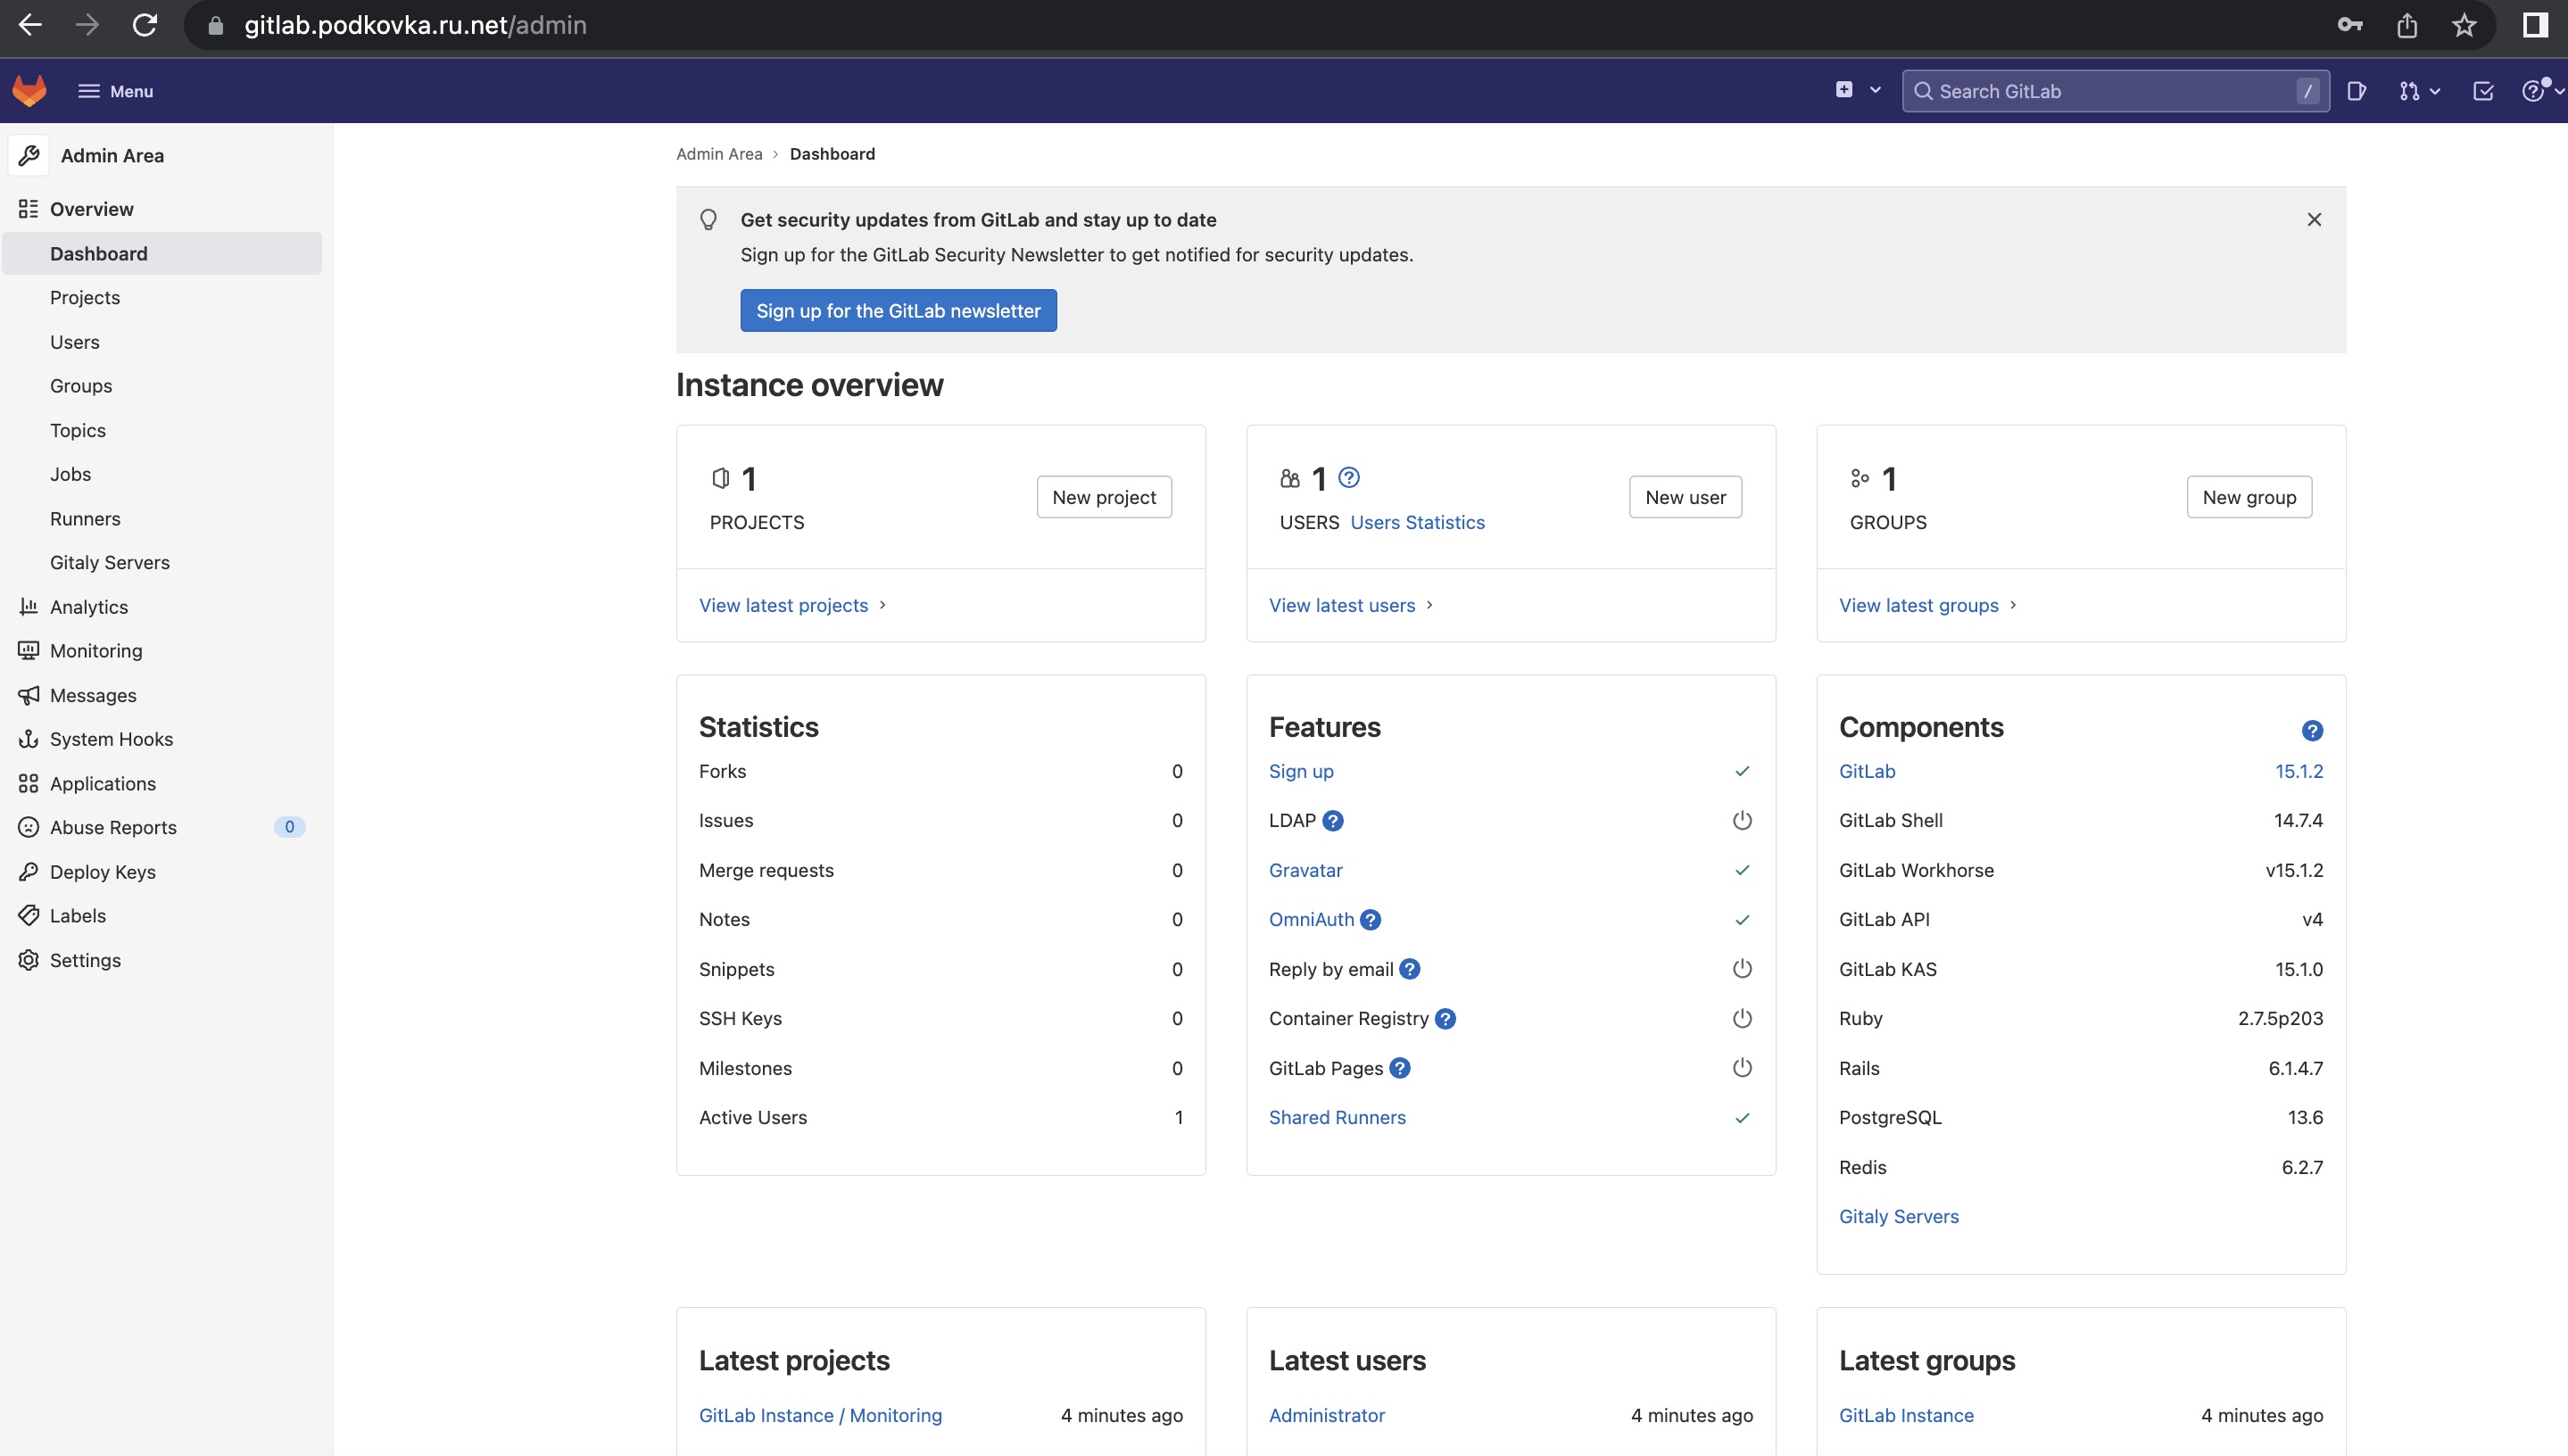 gitlab.podkovka.ru.net/admin
Menu
Search GitLab
/
Admin Area
Overview
Dashboard
Projects
Users
Groups
Topics
Jobs
Runners
Gitaly Servers
Analytics
Monitoring
Messages
System Hooks
Applications
Abuse Reports 0
Deploy Keys
Labels
Settings
Admin Area › Dashboard
Get security updates from GitLab and stay up to date
Sign up for the GitLab Security Newsletter to get notified for security updates.
Sign up for the GitLab newsletter
Instance overview
1
PROJECTS
New project
View latest projects
1
USERS Users Statistics
New user
View latest users
1
GROUPS
New group
View latest groups
Statistics
Forks 0
Issues 0
Merge requests 0
Notes 0
Snippets 0
SSH Keys 0
Milestones 0
Active Users 1
Features
Sign up
LDAP
Gravatar
OmniAuth
Reply by email
Container Registry
GitLab Pages
Shared Runners
Components
GitLab 15.1.2
GitLab Shell 14.7.4
GitLab Workhorse v15.1.2
GitLab API v4
GitLab KAS 15.1.0
Ruby 2.7.5p203
Rails 6.1.4.7
PostgreSQL 13.6
Redis 6.2.7
Gitaly Servers
Latest projects
GitLab Instance / Monitoring 4 minutes ago
Latest users
Administrator 4 minutes ago
Latest groups
GitLab Instance 4 minutes ago